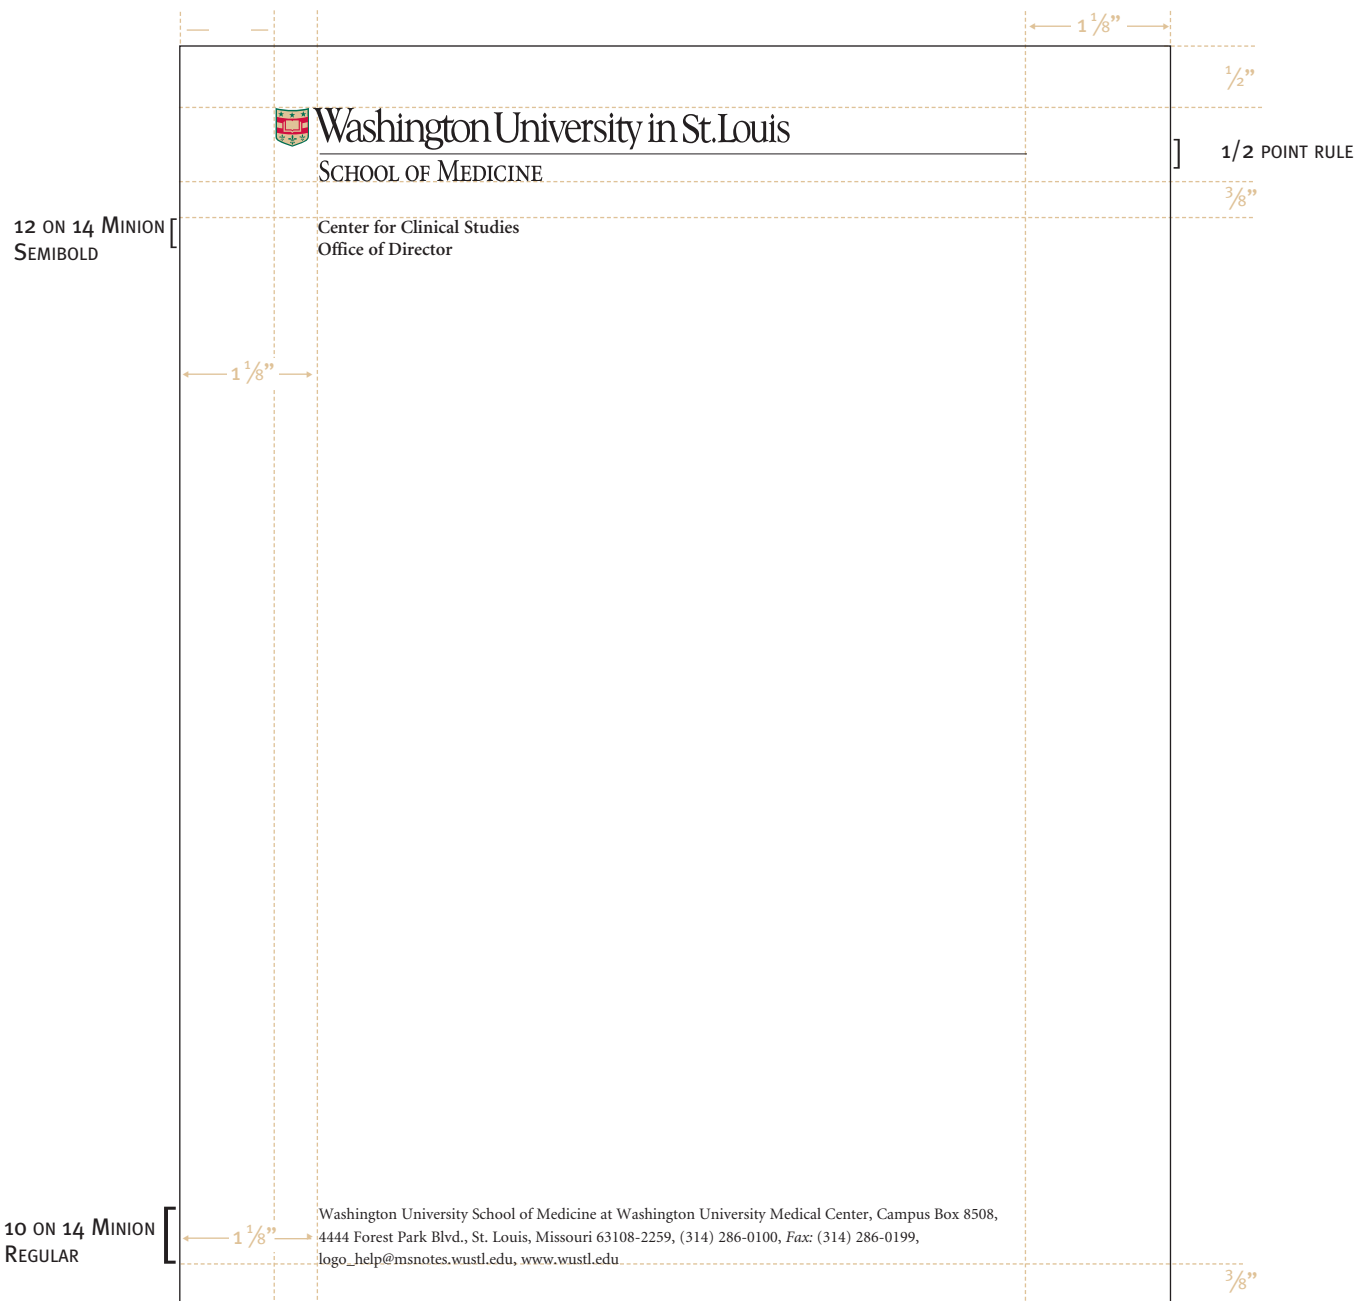 1 1/8”
1/2”
Washington University in St. Louis
1/2 POINT RULE
SCHOOL OF MEDICINE
3/8”
12 ON 14 MINION
SEMIBOLD
Center for Clinical Studies
Office of Director
1 1/8”
Washington University School of Medicine at Washington University Medical Center, Campus Box 8508,
10 ON 14 MINION
REGULAR
1 1/8”
4444 Forest Park Blvd., St. Louis, Missouri 63108-2259, (314) 286-0100, Fax: (314) 286-0199,
logo_help@msnotes.wustl.edu, www.wustl.edu
3/8”